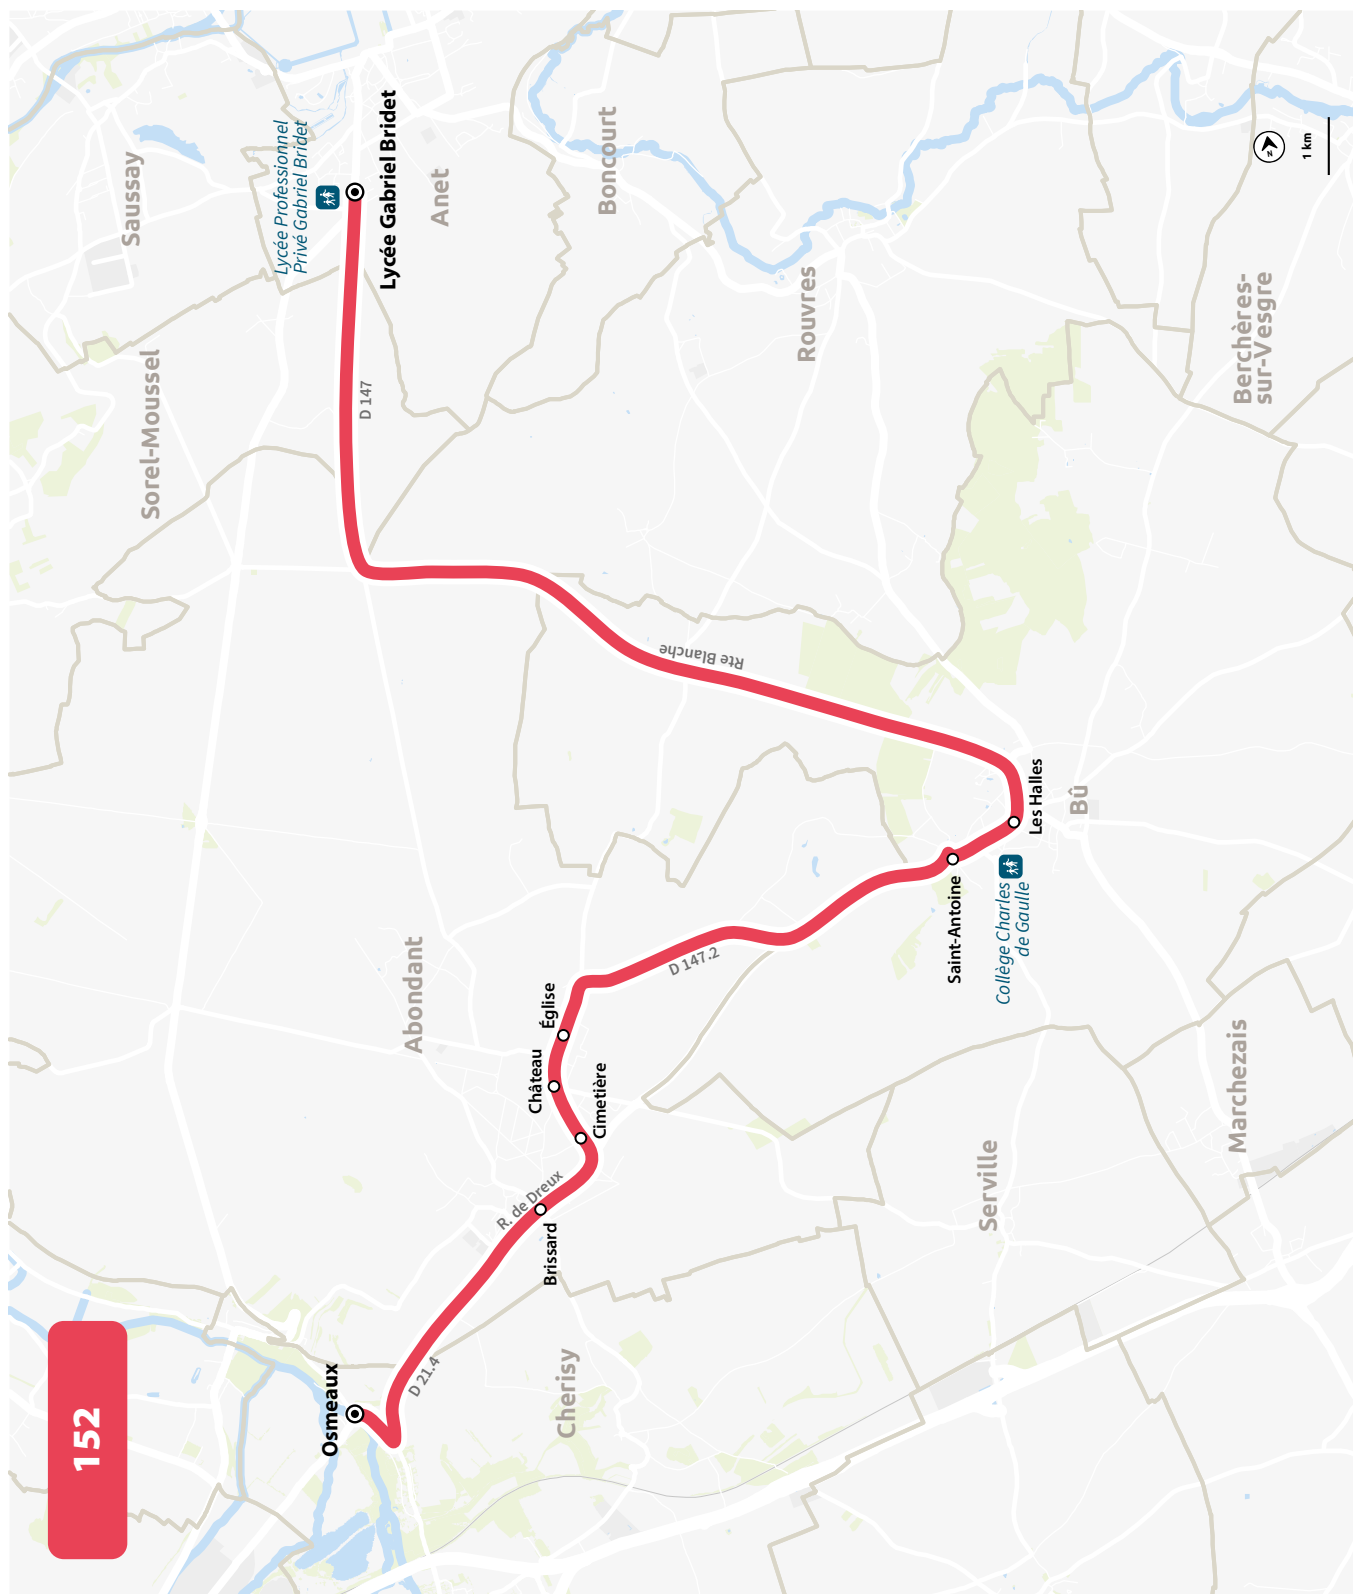 152
Osmeaux
D 21.4
Cherisy
Brissard
R. de Dreux
Cimetière
Château
Église
Abondant
D 147.2
Saint-Antoine
Collège Charles
de Gaulle
Les Halles
Bû
Serville
Marchezais
Rte Blanche
D 147
Sorel-Moussel
Saussay
Lycée Professionnel
Privé Gabriel Bridet
Lycée Gabriel Bridet
Anet
Boncourt
Rouvres
Berchères-
sur-Vesgre
N
1 km